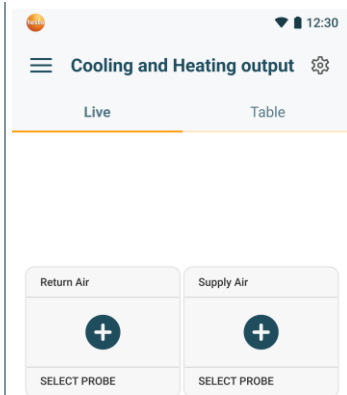 testo
12:30
Cooling and Heating output
Live Table
Return Air Supply Air
SELECT PROBE SELECT PROBE